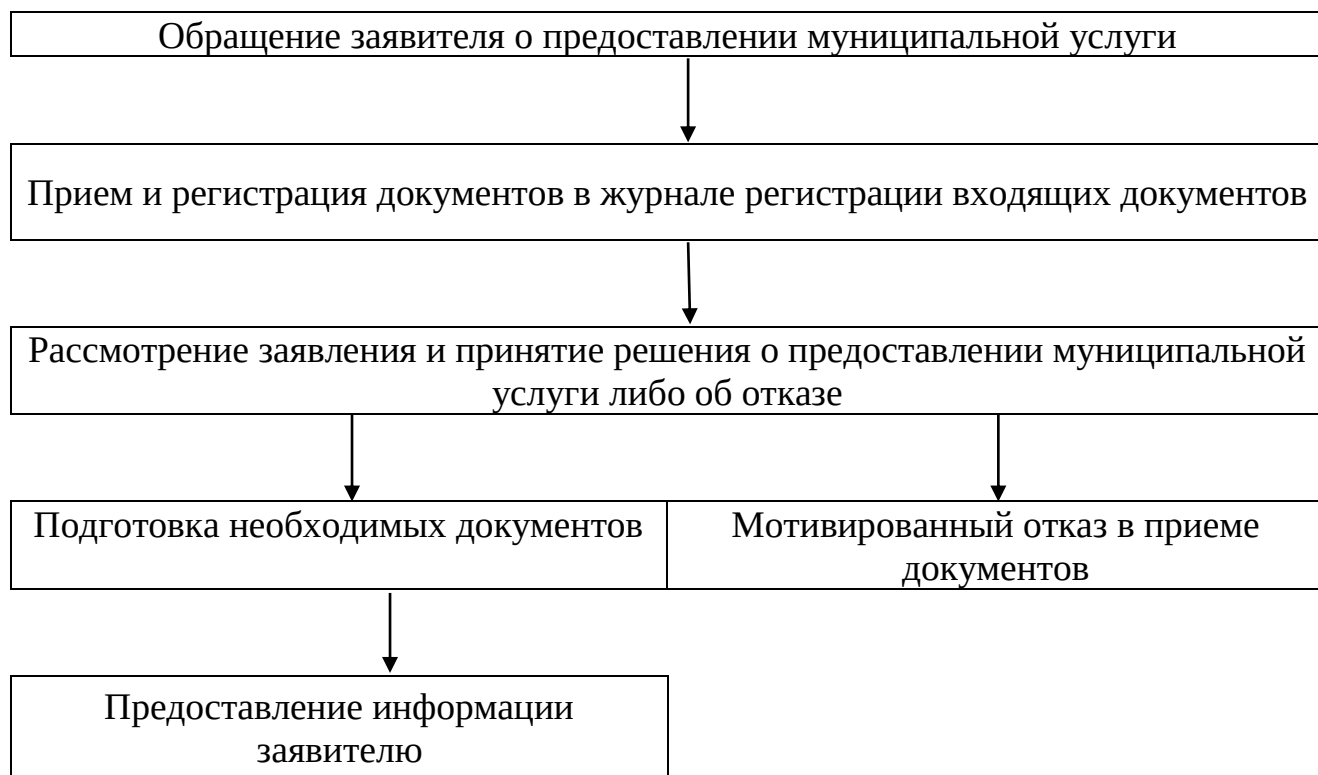 Обращение заявителя о предоставлении муниципальной услуги
Прием и регистрация документов в журнале регистрации входящих документов
Рассмотрение заявления и принятие решения о предоставлении муниципальной
услуги либо об отказе
Подготовка необходимых документов
Мотивированный отказ в приеме
документов
Предоставление информации
заявителю